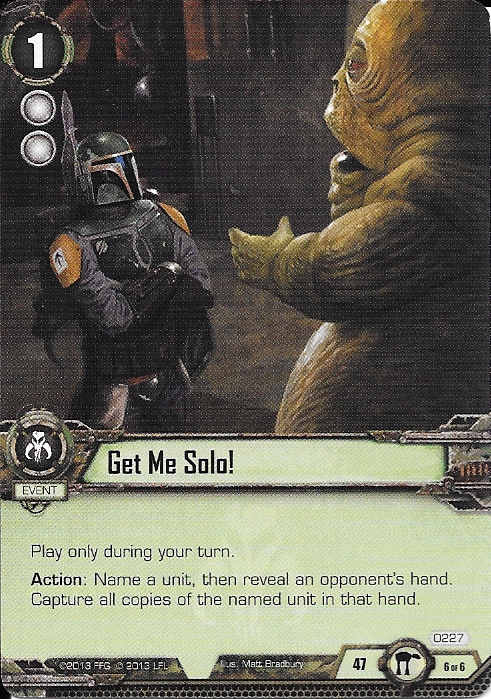 1
Get Me Solo!
EVENT
Play only during your turn.
Action: Name a unit, then reveal an opponent's hand.
Capture all copies of the named unit in that hand.
0227
©2013 FFG © 2013 LFL
Illus. Matt Bradbury
47
6 OF 6